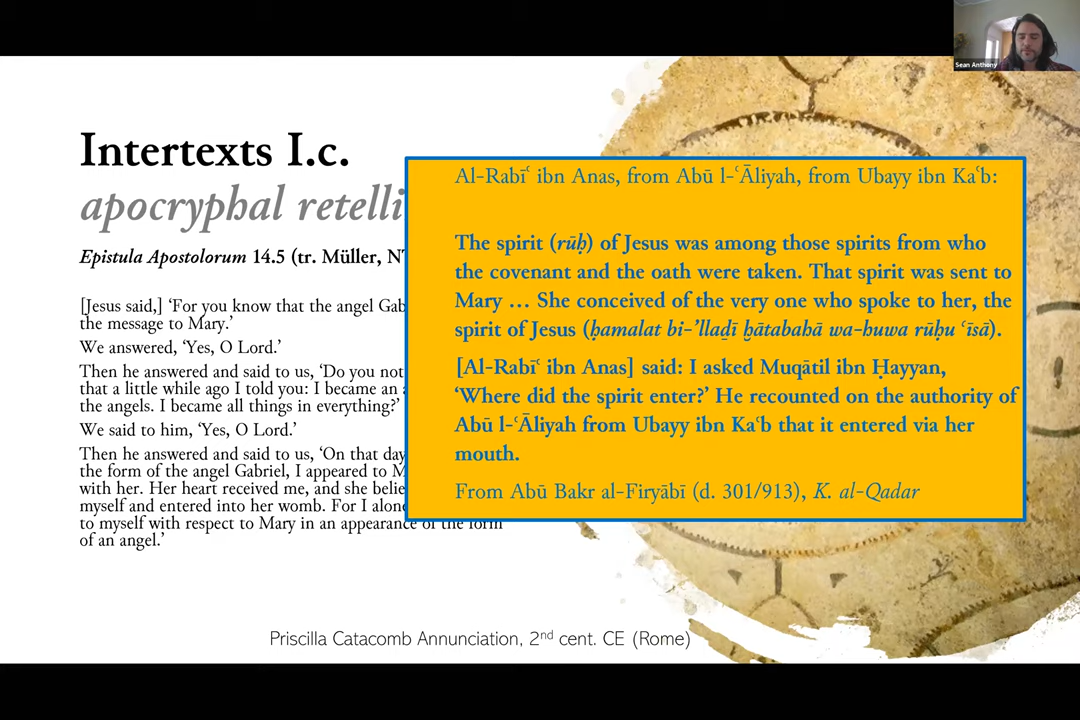 Sean Anthony
Intertexts I.c.
apocryphal retelli
Epistula Apostolorum 14.5 (tr. Müller, N
[Jesus said,] ‘For you know that the angel Gab
the message to Mary.’
We answered, ‘Yes, O Lord.’
Then he answered and said to us, ‘Do you not
that a little while ago I told you: I became an
the angels. I became all things in everything?’
We said to him, ‘Yes, O Lord.’
Then he answered and said to us, ‘On that day
the form of the angel Gabriel, I appeared to M
with her. Her heart received me, and she belie
myself and entered into her womb. For I alone
to myself with respect to Mary in an appearance of the form
of an angel.’
Al-Rabīʿ ibn Anas, from Abū l-ʿĀliyah, from Ubayy ibn Kaʿb:
The spirit (rūḥ) of Jesus was among those spirits from who
the covenant and the oath were taken. That spirit was sent to
Mary … She conceived of the very one who spoke to her, the
spirit of Jesus (ḥamalat bi-’llaḏī ḫātabahā wa-huwa rūḥu ʿīsā).
[Al-Rabīʿ ibn Anas] said: I asked Muqātil ibn Ḥayyan,
‘Where did the spirit enter?’ He recounted on the authority of
Abū l-ʿĀliyah from Ubayy ibn Kaʿb that it entered via her
mouth.
From Abū Bakr al-Firyābī (d. 301/913), K. al-Qadar
Priscilla Catacomb Annunciation, 2nd cent. CE (Rome)